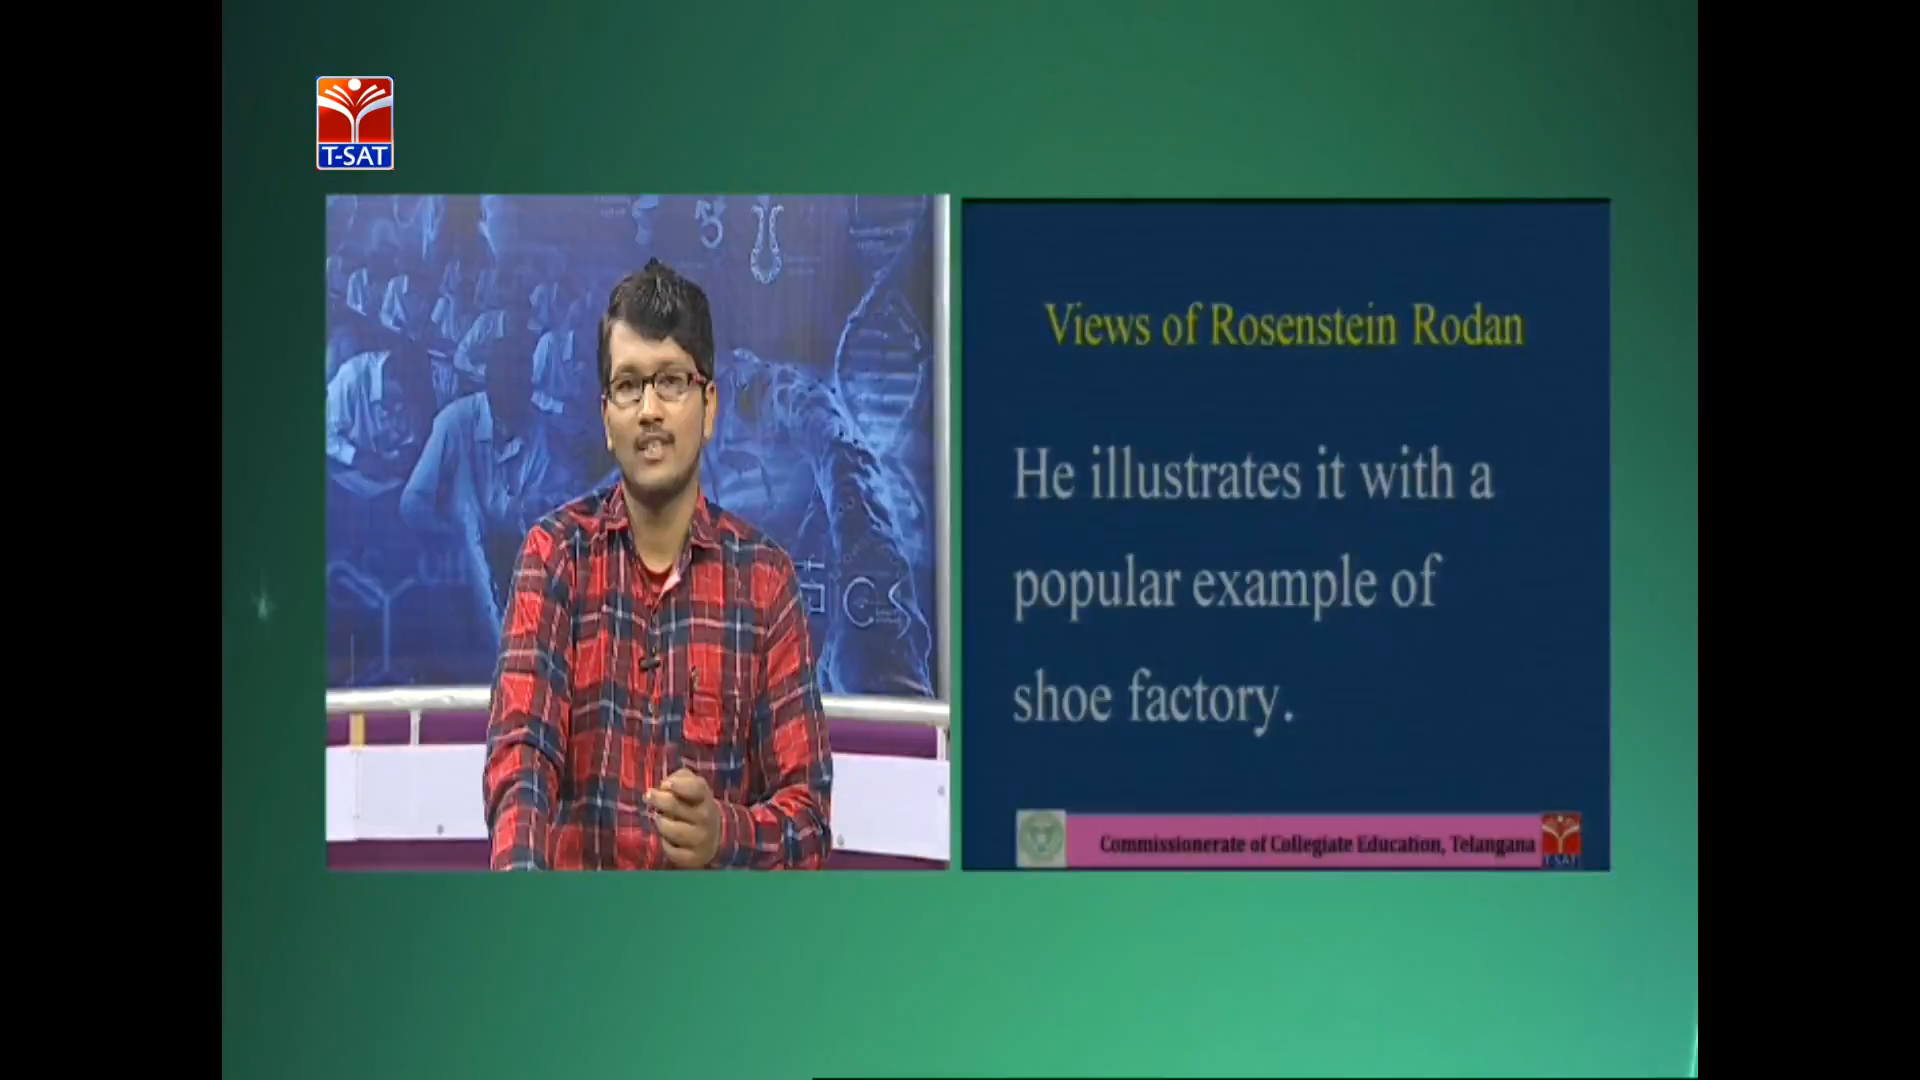 T-SAT
Views of Rosenstein Rodan
He illustrates it with a
popular example of
shoe factory.
Commissionerate of Collegiate Education, Telangana
T-SAT